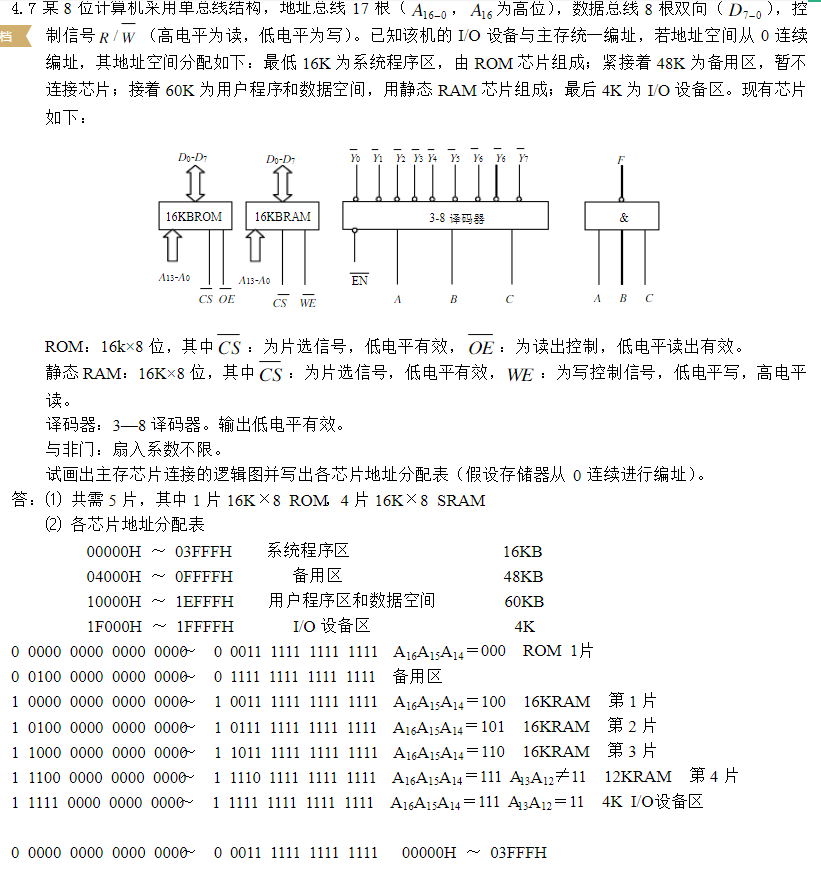 4.7 某 8 位计算机采用单总线结构，地址总线 17 根（ A16-0 ， A16 为高位），数据总线 8 根双向（ D7-0 ），控
档
制信号 R / W̅ （高电平为读，低电平为写）。已知该机的 I/O 设备与主存统一编址，若地址空间从 0 连续
编址，其地址空间分配如下：最低 16K 为系统程序区，由 ROM 芯片组成；紧接着 48K 为备用区，暂不
连接芯片；接着 60K 为用户程序和数据空间，用静态 RAM 芯片组成；最后 4K 为 I/O 设备区。现有芯片
如下：
D0-D7 D0-D7 Y̅0 Y̅1 Y̅2 Y̅3 Y̅4 Y̅5 Y̅6 Y̅6 Y̅7 F
16KBROM 16KBRAM 3-8 译码器 &
A13-A0 A13-A0 E̅N̅
C̅S̅ O̅E̅ C̅S̅ W̅E̅ A B C A B C
ROM：16k×8 位，其中 C̅S̅ ：为片选信号，低电平有效， O̅E̅ ：为读出控制，低电平读出有效。
静态 RAM：16K×8 位，其中 C̅S̅ ：为片选信号，低电平有效，WE ：为写控制信号，低电平写，高电平
读。
译码器：3—8 译码器。输出低电平有效。
与非门：扇入系数不限。
试画出主存芯片连接的逻辑图并写出各芯片地址分配表（假设存储器从 0 连续进行编址）。
答：⑴ 共需 5 片，其中 1 片 16K×8 ROM，4 片 16K×8 SRAM
⑵ 各芯片地址分配表
00000H ～ 03FFFH 系统程序区 16KB
04000H ～ 0FFFFH 备用区 48KB
10000H ～ 1EFFFH 用户程序区和数据空间 60KB
1F000H ～ 1FFFFH I/O 设备区 4K
0 0000 0000 0000 0000～ 0 0011 1111 1111 1111 A16A15A14＝000 ROM 1片
0 0100 0000 0000 0000～ 0 1111 1111 1111 1111 备用区
1 0000 0000 0000 0000～ 1 0011 1111 1111 1111 A16A15A14＝100 16KRAM 第 1 片
1 0100 0000 0000 0000～ 1 0111 1111 1111 1111 A16A15A14＝101 16KRAM 第 2 片
1 1000 0000 0000 0000～ 1 1011 1111 1111 1111 A16A15A14＝110 16KRAM 第 3 片
1 1100 0000 0000 0000～ 1 1110 1111 1111 1111 A16A15A14＝111 A13A12≠11 12KRAM 第 4 片
1 1111 0000 0000 0000～ 1 1111 1111 1111 1111 A16A15A14＝111 A13A12＝11 4K I/O设备区
0 0000 0000 0000 0000～ 0 0011 1111 1111 1111 00000H ～ 03FFFH